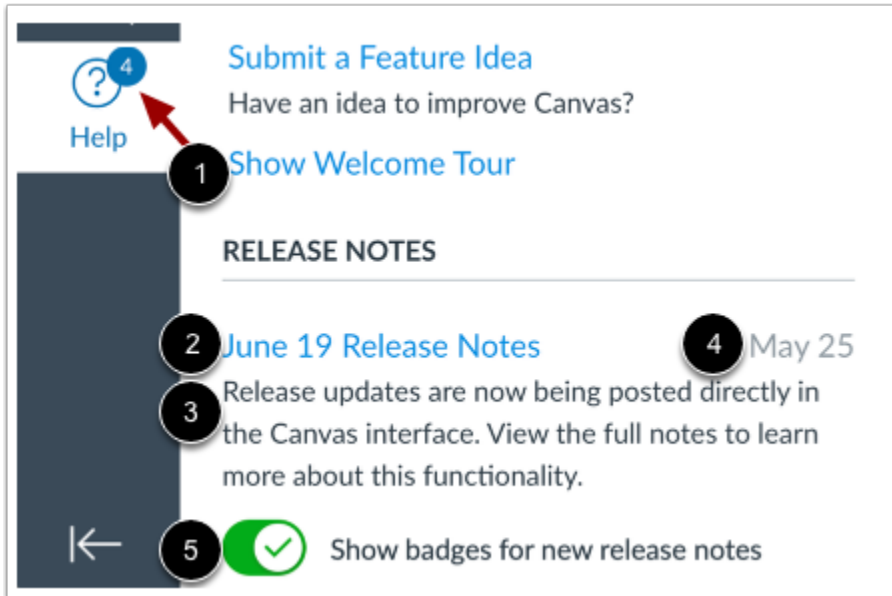 4
Help
1
Submit a Feature Idea
Have an idea to improve Canvas?
Show Welcome Tour
RELEASE NOTES
2 June 19 Release Notes 4 May 25
3 Release updates are now being posted directly in
the Canvas interface. View the full notes to learn
more about this functionality.
5 Show badges for new release notes